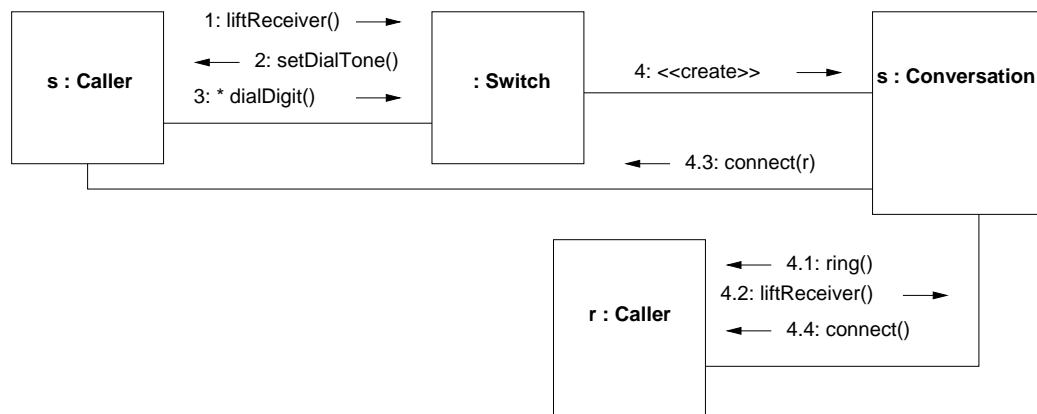 1: liftReceiver()
2: setDialTone()
s : Caller
: Switch
4: <<create>>
s : Conversation
3: * dialDigit()
4.3: connect(r)
4.1: ring()
4.2: liftReceiver()
r : Caller
4.4: connect()